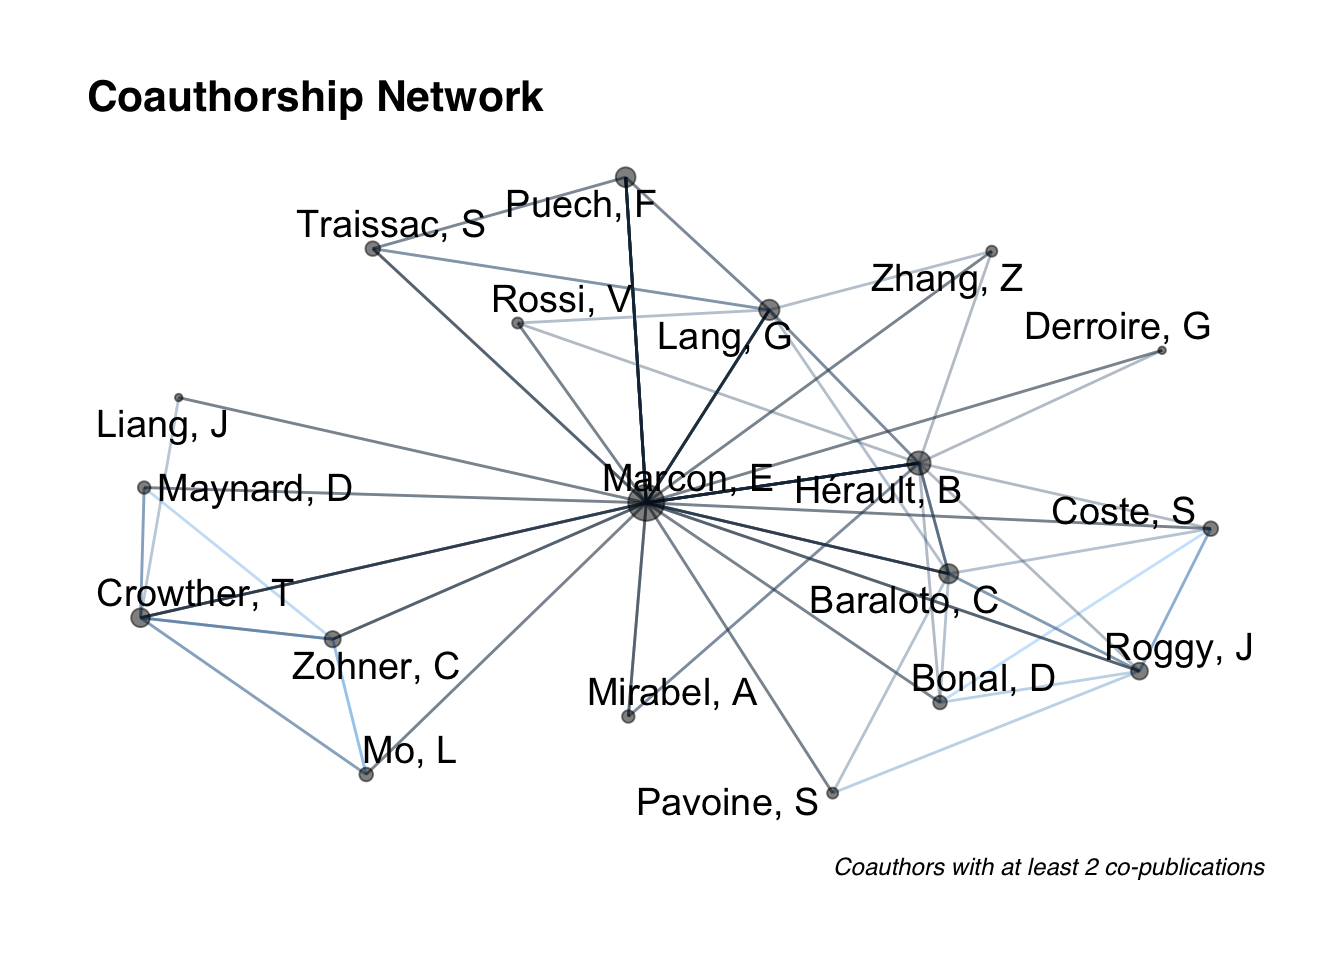 Coauthorship Network
Puech, F
Traissac, S
Zhang, Z
Rossi, V
Lang, G
Derroire, G
Liang, J
Marcon, E
Maynard, D
Hérault, B
Coste, S
Crowther, T
Baraloto, C
Roggy, J
Zohner, C
Bonal, D
Mirabel, A
Mo, L
Pavoine, S
Coauthors with at least 2 co-publications